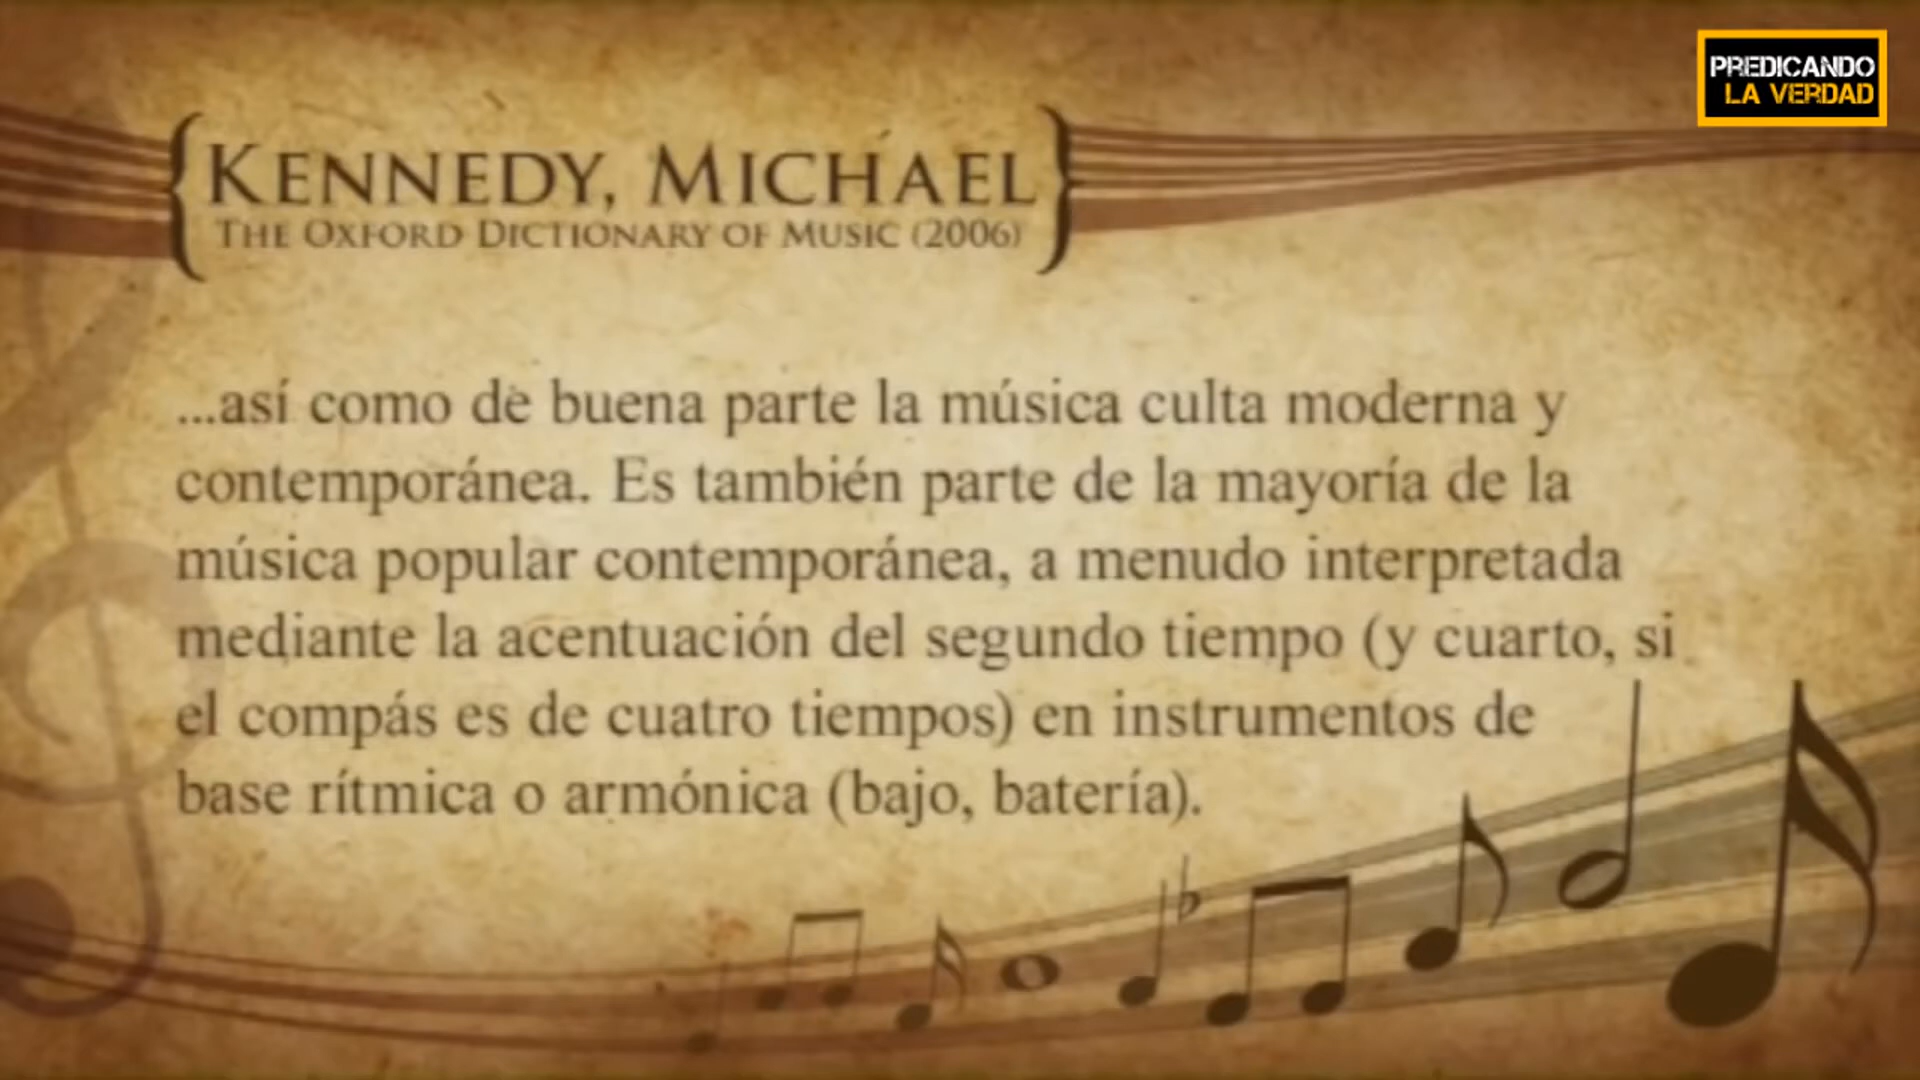 PREDICANDO
LA VERDAD
KENNEDY, MICHAEL
THE OXFORD DICTIONARY OF MUSIC (2006)
...así como de buena parte la música culta moderna y
contemporánea. Es también parte de la mayoría de la
música popular contemporánea, a menudo interpretada
mediante la acentuación del segundo tiempo (y cuarto, si
el compás es de cuatro tiempos) en instrumentos de
base rítmica o armónica (bajo, batería).